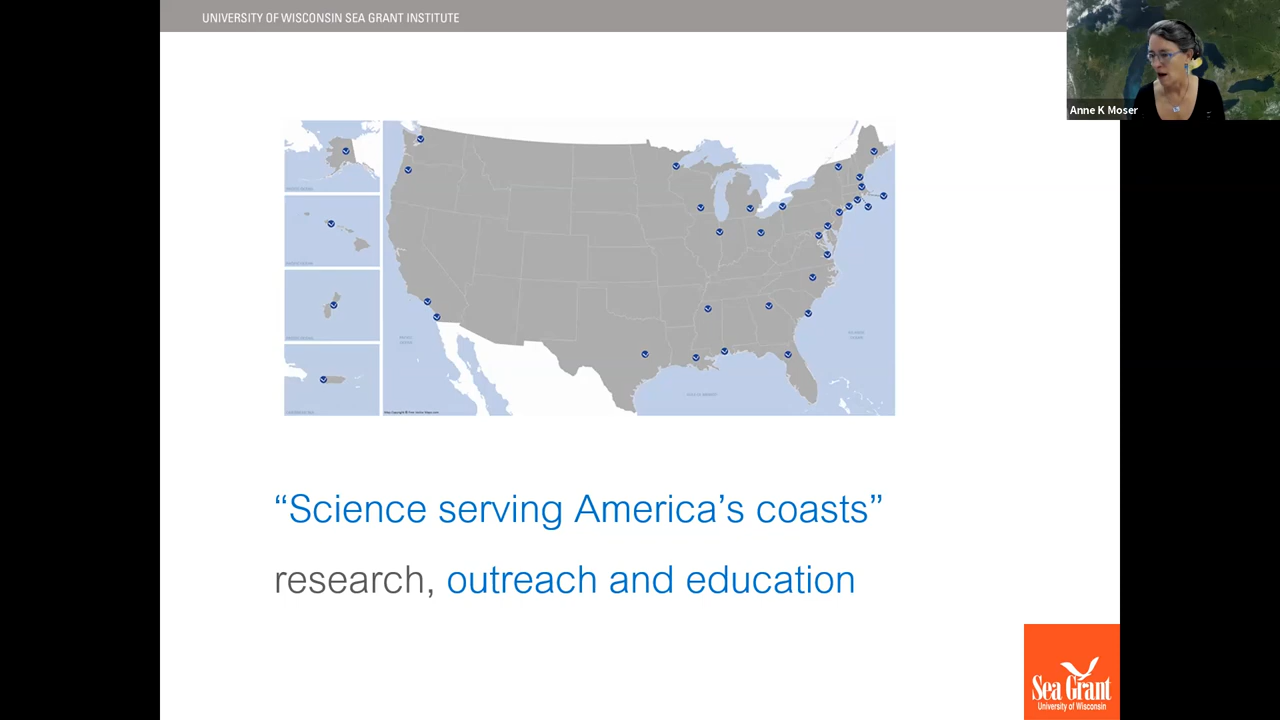 UNIVERSITY OF WISCONSIN SEA GRANT INSTITUTE
Anne K Moser
“Science serving America’s coasts”
research, outreach and education
Sea Grant
University of Wisconsin